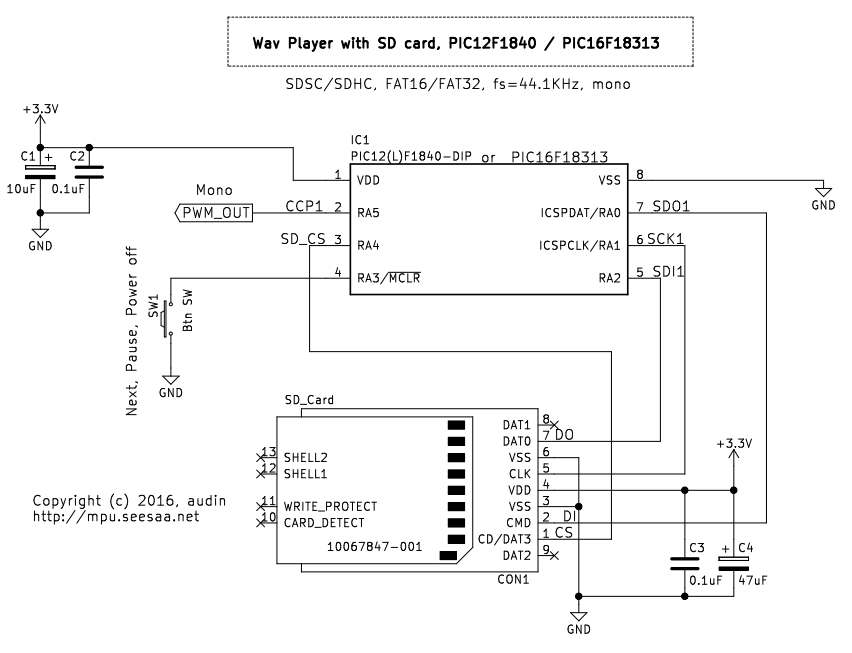 Wav Player with SD card, PIC12F1840 / PIC16F18313
SDSC/SDHC, FAT16/FAT32, fs=44.1KHz, mono
+3.3V
C1 +
10uF
C2
0.1uF
GND
IC1
PIC12(L)F1840-DIP or PIC16F18313
1 VDD
VSS 8
GND
Mono
PWM_OUT
CCP1 2 RA5
ICSPDAT/RA0 7 SDO1
SD_CS 3 RA4
ICSPCLK/RA1 6 SCK1
4 RA3/MCLR
RA2 5 SDI1
Next, Pause, Power off
SW1
Btn SW
GND
SD_Card
DAT1 8
DAT0 7 DO
13 SHELL2
VSS 6
12 SHELL1
CLK 5
VDD 4
11 WRITE_PROTECT
VSS 3
10 CARD_DETECT
CMD 2 DI
CD/DAT3 1 CS
10067847-001
DAT2 9
CON1
+3.3V
C3
0.1uF
+ C4
47uF
GND
Copyright (c) 2016, audin
http://mpu.seesaa.net